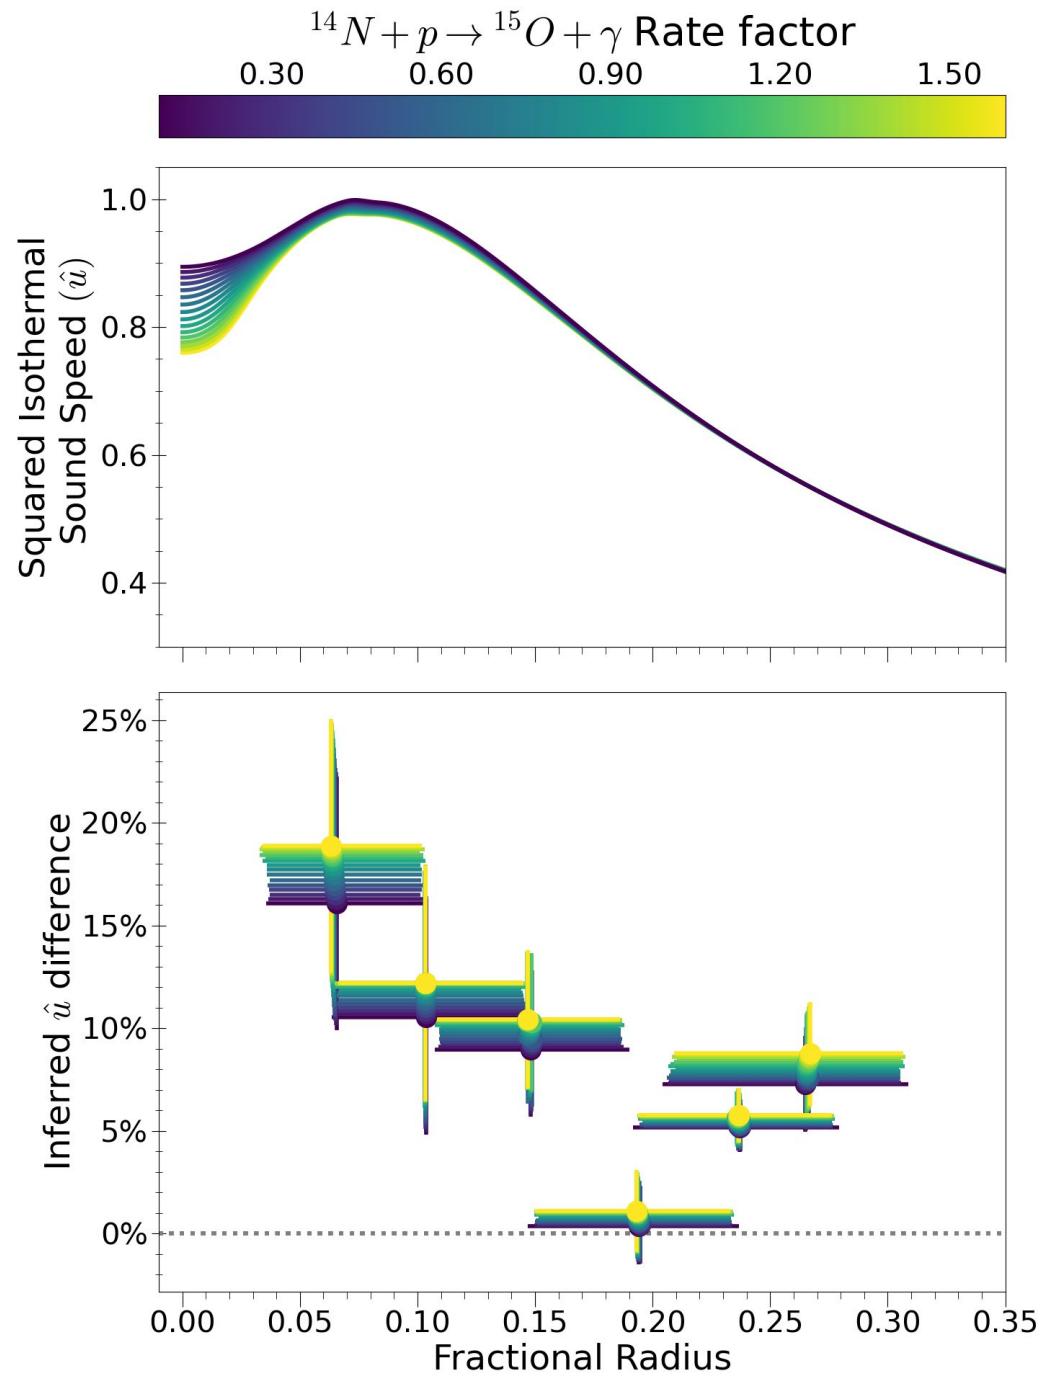 ¹⁴N + p → ¹⁵O + γ Rate factor
0.30 0.60 0.90 1.20 1.50
Squared Isothermal
Sound Speed (û)
1.0
0.8
0.6
0.4
Inferred û difference
25%
20%
15%
10%
5%
0%
0.00 0.05 0.10 0.15 0.20 0.25 0.30 0.35
Fractional Radius